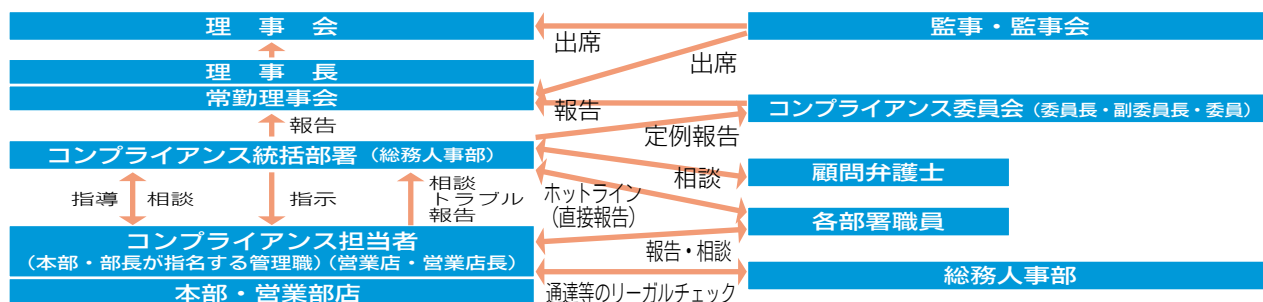 理 事 会
監事・監事会
出席
出席
理 事 長
常勤理事会
報告
コンプライアンス委員会（委員長・副委員長・委員）
報告
定例報告
コンプライアンス統括部署（総務人事部）
相談
顧問弁護士
指導
相談
指示
相談
トラブル
報告
ホットライン
（直接報告）
各部署職員
コンプライアンス担当者
（本部・部長が指名する管理職）（営業店・営業店長）
報告・相談
総務人事部
本部・営業部店
通達等のリーガルチェック